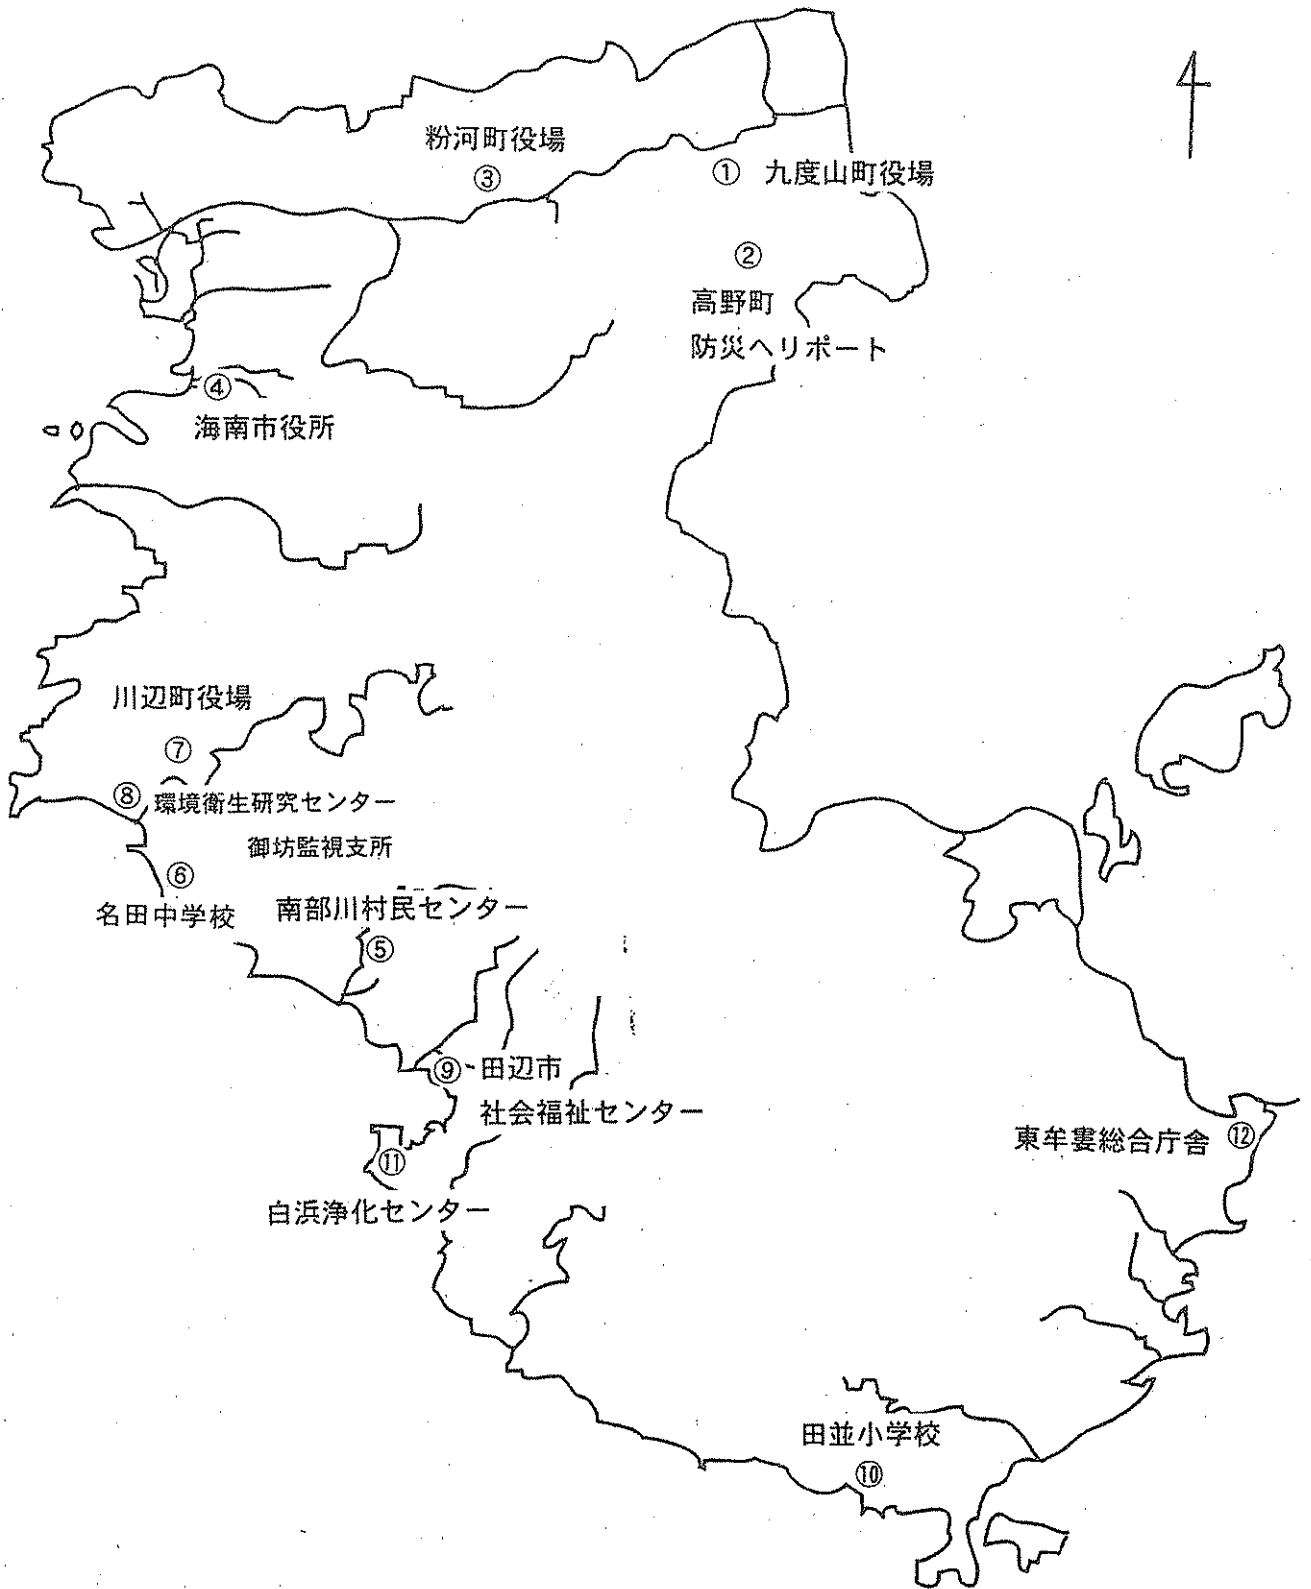 粉河町役場
③
① 九度山町役場
②
高野町
防災ヘリポート
④
海南市役所
川辺町役場
⑦
⑧ 環境衛生研究センター
御坊監視支所
⑥
名田中学校
南部川村民センター
⑤
⑨ 田辺市
社会福祉センター
⑪
白浜浄化センター
東牟婁総合庁舎 ⑫
田並小学校
⑩